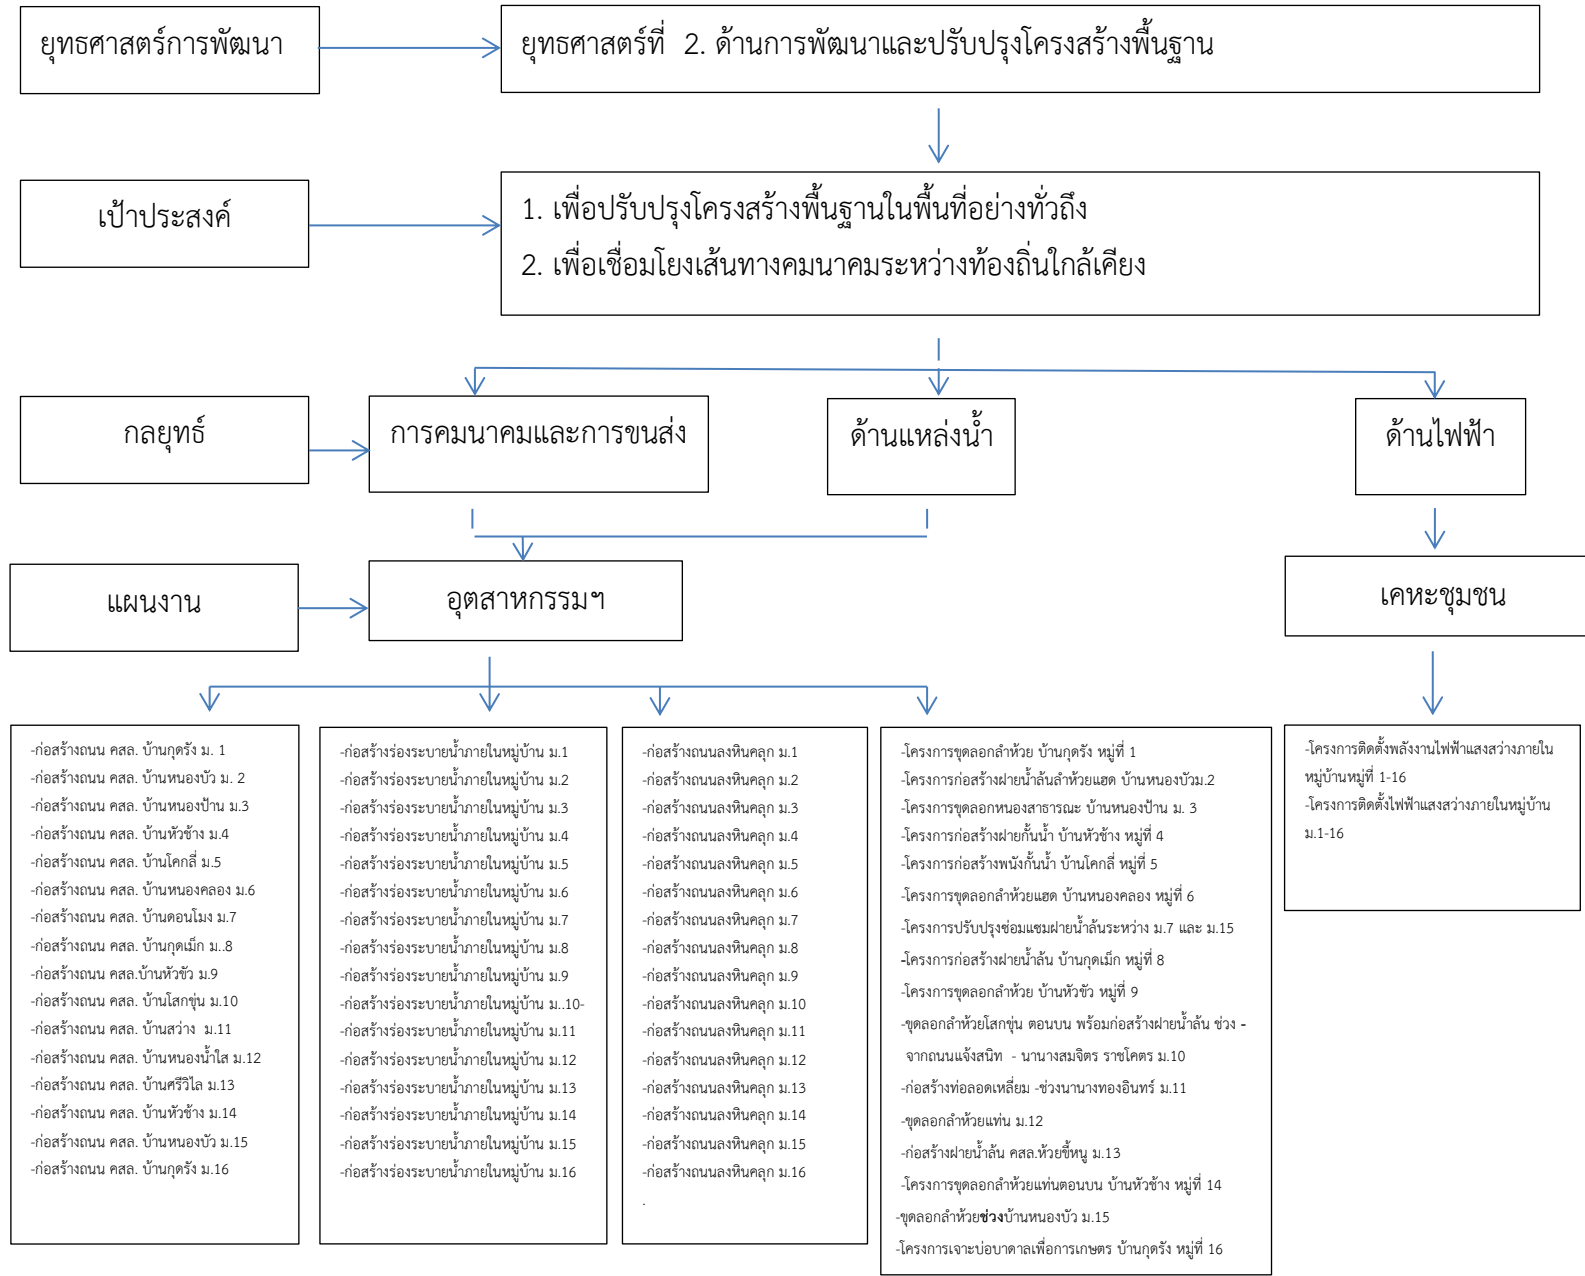 ยุทธศาสตร์การพัฒนา
ยุทธศาสตร์ที่ 2. ด้านการพัฒนาและปรับปรุงโครงสร้างพื้นฐาน
เป้าประสงค์
1. เพื่อปรับปรุงโครงสร้างพื้นฐานในพื้นที่อย่างทั่วถึง
2. เพื่อเชื่อมโยงเส้นทางคมนาคมระหว่างท้องถิ่นใกล้เคียง
กลยุทธ์
การคมนาคมและการขนส่ง
ด้านแหล่งน้ำ
ด้านไฟฟ้า
แผนงาน
อุตสาหกรรมฯ
เคหะชุมชน
-ก่อสร้างถนน คสล. บ้านกุดรัง ม. 1
-ก่อสร้างถนน คสล. บ้านหนองบัว ม. 2
-ก่อสร้างถนน คสล. บ้านหนองป้าน ม.3
-ก่อสร้างถนน คสล. บ้านหัวช้าง ม.4
-ก่อสร้างถนน คสล. บ้านโคกลี่ ม.5
-ก่อสร้างถนน คสล. บ้านหนองคลอง ม.6
-ก่อสร้างถนน คสล. บ้านดอนโมง ม.7
-ก่อสร้างถนน คสล. บ้านกุดเม็ก ม..8
-ก่อสร้างถนน คสล.บ้านหัวขัว ม.9
-ก่อสร้างถนน คสล. บ้านโสกขุ่น ม.10
-ก่อสร้างถนน คสล. บ้านสว่าง ม.11
-ก่อสร้างถนน คสล. บ้านหนองน้ำใส ม.12
-ก่อสร้างถนน คสล. บ้านศรีวิไล ม.13
-ก่อสร้างถนน คสล. บ้านหัวช้าง ม.14
-ก่อสร้างถนน คสล. บ้านหนองบัว ม.15
-ก่อสร้างถนน คสล. บ้านกุดรัง ม.16
-ก่อสร้างร่องระบายน้ำภายในหมู่บ้าน ม.1
-ก่อสร้างร่องระบายน้ำภายในหมู่บ้าน ม.2
-ก่อสร้างร่องระบายน้ำภายในหมู่บ้าน ม.3
-ก่อสร้างร่องระบายน้ำภายในหมู่บ้าน ม.4
-ก่อสร้างร่องระบายน้ำภายในหมู่บ้าน ม.5
-ก่อสร้างร่องระบายน้ำภายในหมู่บ้าน ม.6
-ก่อสร้างร่องระบายน้ำภายในหมู่บ้าน ม.7
-ก่อสร้างร่องระบายน้ำภายในหมู่บ้าน ม.8
-ก่อสร้างร่องระบายน้ำภายในหมู่บ้าน ม.9
-ก่อสร้างร่องระบายน้ำภายในหมู่บ้าน ม..10-
-ก่อสร้างร่องระบายน้ำภายในหมู่บ้าน ม.11
-ก่อสร้างร่องระบายน้ำภายในหมู่บ้าน ม.12
-ก่อสร้างร่องระบายน้ำภายในหมู่บ้าน ม.13
-ก่อสร้างร่องระบายน้ำภายในหมู่บ้าน ม.14
-ก่อสร้างร่องระบายน้ำภายในหมู่บ้าน ม.15
-ก่อสร้างร่องระบายน้ำภายในหมู่บ้าน ม.16
-ก่อสร้างถนนลงหินคลุก ม.1
-ก่อสร้างถนนลงหินคลุก ม.2
-ก่อสร้างถนนลงหินคลุก ม.3
-ก่อสร้างถนนลงหินคลุก ม.4
-ก่อสร้างถนนลงหินคลุก ม.5
-ก่อสร้างถนนลงหินคลุก ม.6
-ก่อสร้างถนนลงหินคลุก ม.7
-ก่อสร้างถนนลงหินคลุก ม.8
-ก่อสร้างถนนลงหินคลุก ม.9
-ก่อสร้างถนนลงหินคลุก ม.10
-ก่อสร้างถนนลงหินคลุก ม.11
-ก่อสร้างถนนลงหินคลุก ม.12
-ก่อสร้างถนนลงหินคลุก ม.13
-ก่อสร้างถนนลงหินคลุก ม.14
-ก่อสร้างถนนลงหินคลุก ม.15
-ก่อสร้างถนนลงหินคลุก ม.16
.
-โครงการขุดลอกลำห้วย บ้านกุดรัง หมู่ที่ 1
-โครงการก่อสร้างฝายน้ำล้นลำห้วยแฮด บ้านหนองบัวม.2
-โครงการขุดลอกหนองสาธารณะ บ้านหนองป้าน ม. 3
-โครงการก่อสร้างฝายกั้นน้ำ บ้านหัวช้าง หมู่ที่ 4
-โครงการก่อสร้างพนังกั้นน้ำ บ้านโคกลี่ หมู่ที่ 5
-โครงการขุดลอกลำห้วยแฮด บ้านหนองคลอง หมู่ที่ 6
-โครงการปรับปรุงซ่อมแซมฝายน้ำล้นระหว่าง ม.7 และ ม.15
-โครงการก่อสร้างฝายน้ำล้น บ้านกุดเม็ก หมู่ที่ 8
-โครงการขุดลอกลำห้วย บ้านหัวขัว หมู่ที่ 9
-ขุดลอกลำห้วยโสกขุ่น ตอนบน พร้อมก่อสร้างฝายน้ำล้น ช่วง -
จากถนนแจ้งสนิท - นานางสมจิตร ราชโคตร ม.10
-ก่อสร้างท่อลอดเหลี่ยม -ช่วงนานางทองอินทร์ ม.11
-ขุดลอกลำห้วยแท่น ม.12
-ก่อสร้างฝายน้ำล้น คสล.ห้วยขี้หนู ม.13
-โครงการขุดลอกลำห้วยแท่นตอนบน บ้านหัวช้าง หมู่ที่ 14
-ขุดลอกลำห้วยช่วงบ้านหนองบัว ม.15
-โครงการเจาะบ่อบาดาลเพื่อการเกษตร บ้านกุดรัง หมู่ที่ 16
-โครงการติดตั้งพลังงานไฟฟ้าแสงสว่างภายใน
หมู่บ้านหมู่ที่ 1-16
-โครงการติดตั้งไฟฟ้าแสงสว่างภายในหมู่บ้าน
ม.1-16